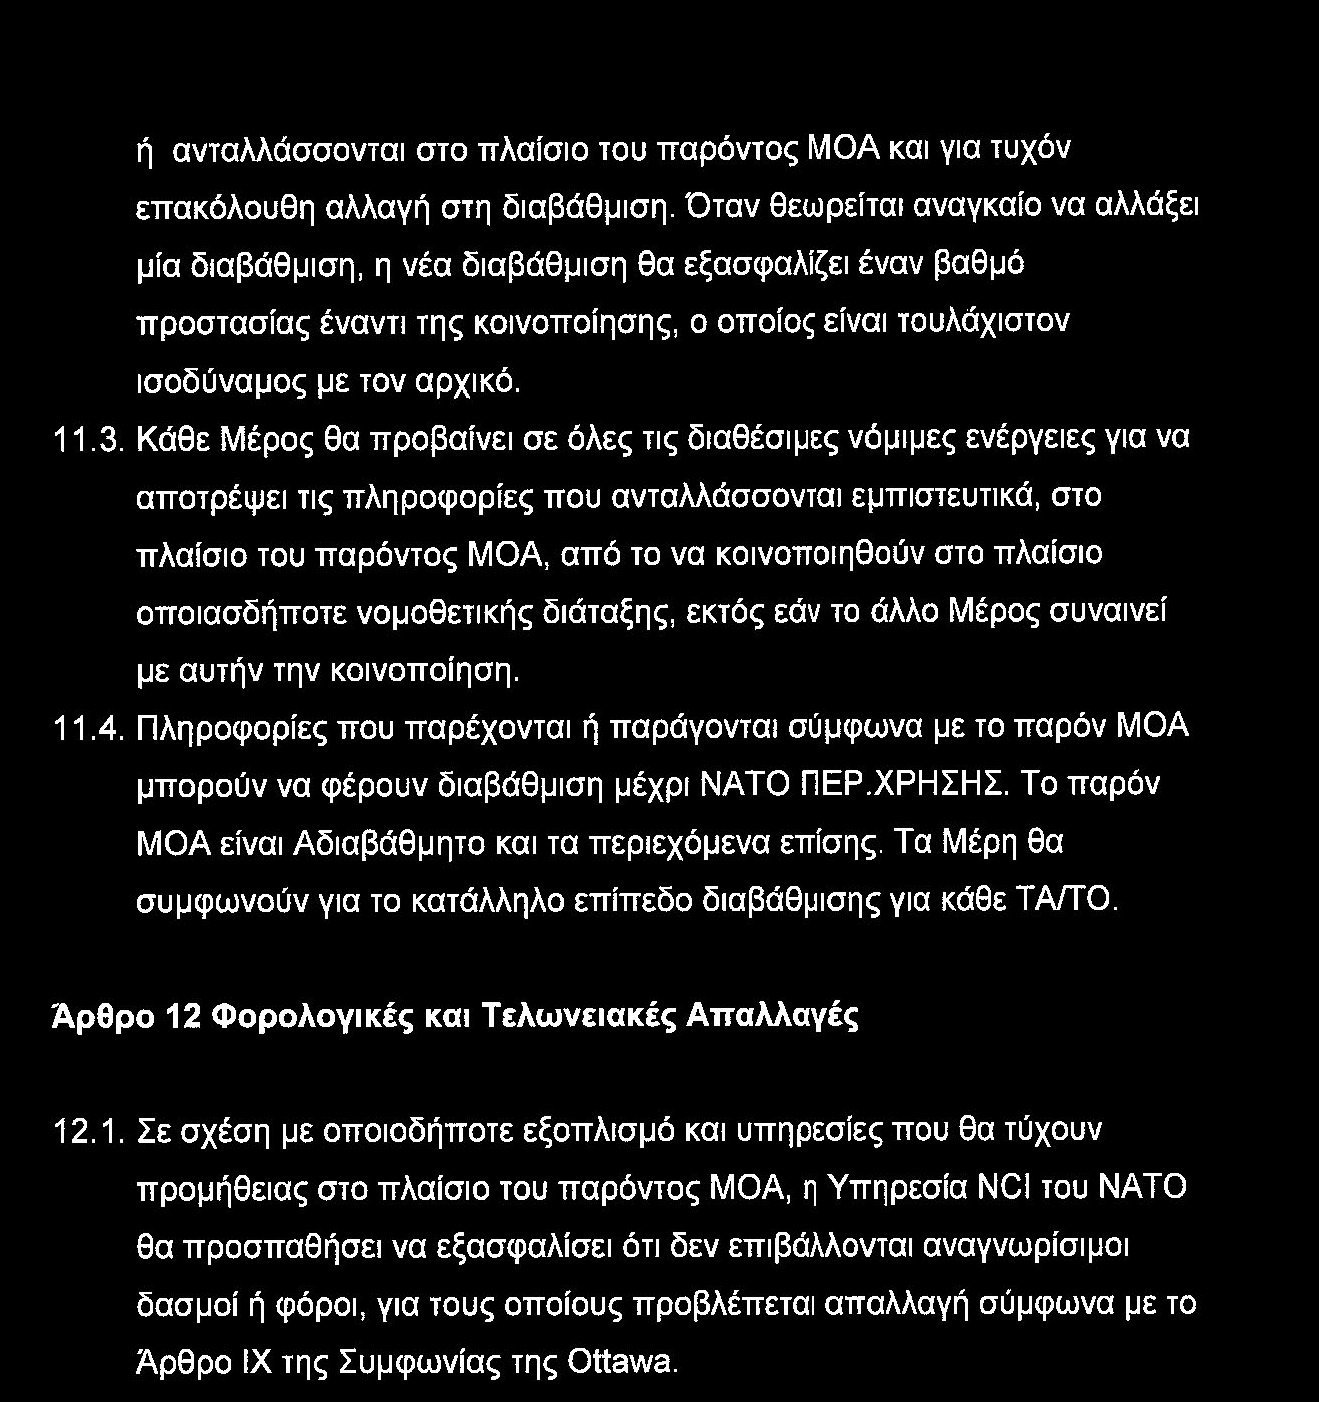 ή ανταλλάσσονται στο πλαίσιο του παρόντος ΜΟΑ και για τυχόν
επακόλουθη αλλαγή στη διαβάθμιση. Όταν θεωρείται αναγκαίο να αλλάξει
μία διαβάθμιση, η νέα διαβάθμιση θα εξασφαλίζει έναν βαθμό
προστασίας έναντι της κοινοποίησης, ο οποίος είναι τουλάχιστον
ισοδύναμος με τον αρχικό.
11.3. Κάθε Μέρος θα προβαίνει σε όλες τις διαθέσιμες νόμιμες ενέργειες για να
αποτρέψει τις πληροφορίες που ανταλλάσσονται εμπιστευτικά, στο
πλαίσιο του παρόντος ΜΟΑ, από το να κοινοποιηθούν στο πλαίσιο
οποιασδήποτε νομοθετικής διάταξης, εκτός εάν το άλλο Μέρος συναινεί
με αυτήν την κοινοποίηση.
11.4. Πληροφορίες που παρέχονται ή παράγονται σύμφωνα με το παρόν ΜΟΑ
μπορούν να φέρουν διαβάθμιση μέχρι ΝΑΤΟ ΠΕΡ.ΧΡΗΣΗΣ. Το παρόν
ΜΟΑ είναι Αδιαβάθμητο και τα περιεχόμενα επίσης. Τα Μέρη θα
συμφωνούν για το κατάλληλο επίπεδο διαβάθμισης για κάθε ΤΑ/ΤΟ.
Άρθρο 12 Φορολογικές και Τελωνειακές Απαλλαγές
12.1. Σε σχέση με οποιοδήποτε εξοπλισμό και υπηρεσίες που θα τύχουν
προμήθειας στο πλαίσιο του παρόντος ΜΟΑ, η Υπηρεσία NCI του ΝΑΤΟ
θα προσπαθήσει να εξασφαλίσει ότι δεν επιβάλλονται αναγνωρίσιμοι
δασμοί ή φόροι, για τους οποίους προβλέπεται απαλλαγή σύμφωνα με το
Άρθρο IX της Συμφωνίας της Ottawa.